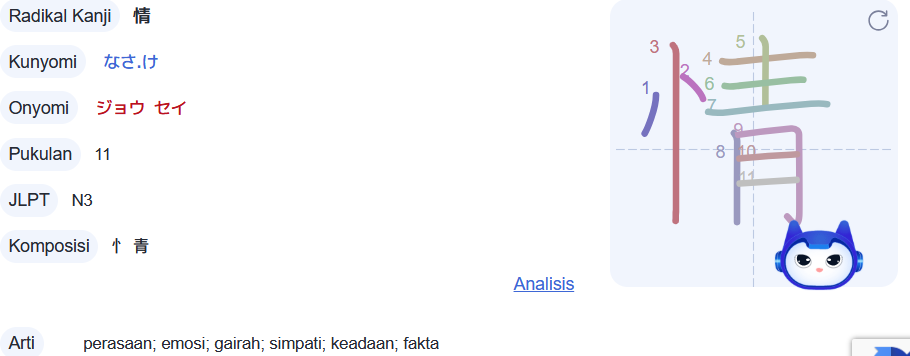 Radikal Kanji 情
Kunyomi なさ.け
Onyomi ジョウ セイ
Pukulan 11
JLPT N3
Komposisi 忄 青
Analisis
Arti perasaan; emosi; gairah; simpati; keadaan; fakta
1
2
3
4
5
6
7
8
9
10
11